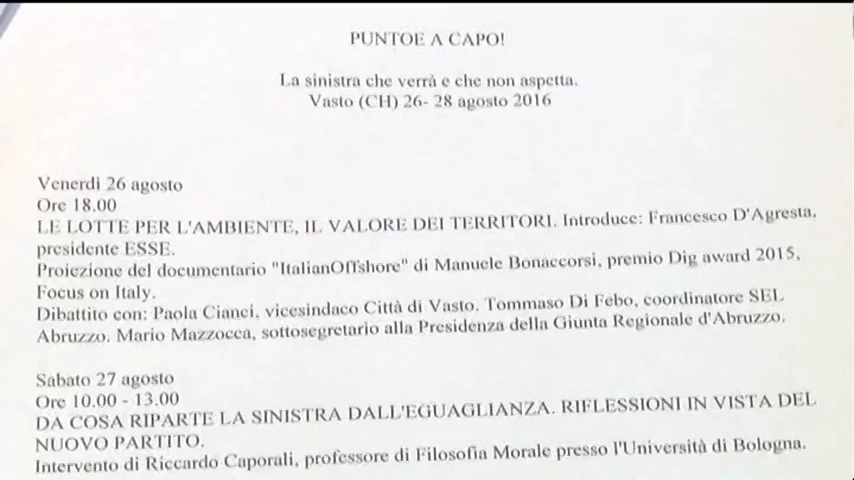 PUNTOE A CAPO!
La sinistra che verrá e che non aspetta.
Vasto (CH) 26- 28 agosto 2016
Venerdì 26 agosto
Ore 18,00
LE LOTTE PER L'AMBIENTE, IL VALORE DEI TERRITORI. Introduce: Francesco D'Agresta,
presidente ESSE.
Proiezione del documentario "ItalianOffshore" di Manuele Bonaccorsi, premio Dig award 2015,
Focus on Italy.
Dibattito con: Paola Cianci, vicesindaco Città di Vasto. Tommaso Di Febo, coordinatore SEL
Abruzzo. Mario Mazzocca, sottosegretario alla Presidenza della Giunta Regionale d'Abruzzo.
Sabato 27 agosto
Ore 10.00 - 13.00
DA COSA RIPARTE LA SINISTRA DALL'EGUAGLIANZA. RIFLESSIONI IN VISTA DEL
NUOVO PARTITO.
Intervento di Riccardo Caporali, professore di Filosofia Morale presso l'Università di Bologna.